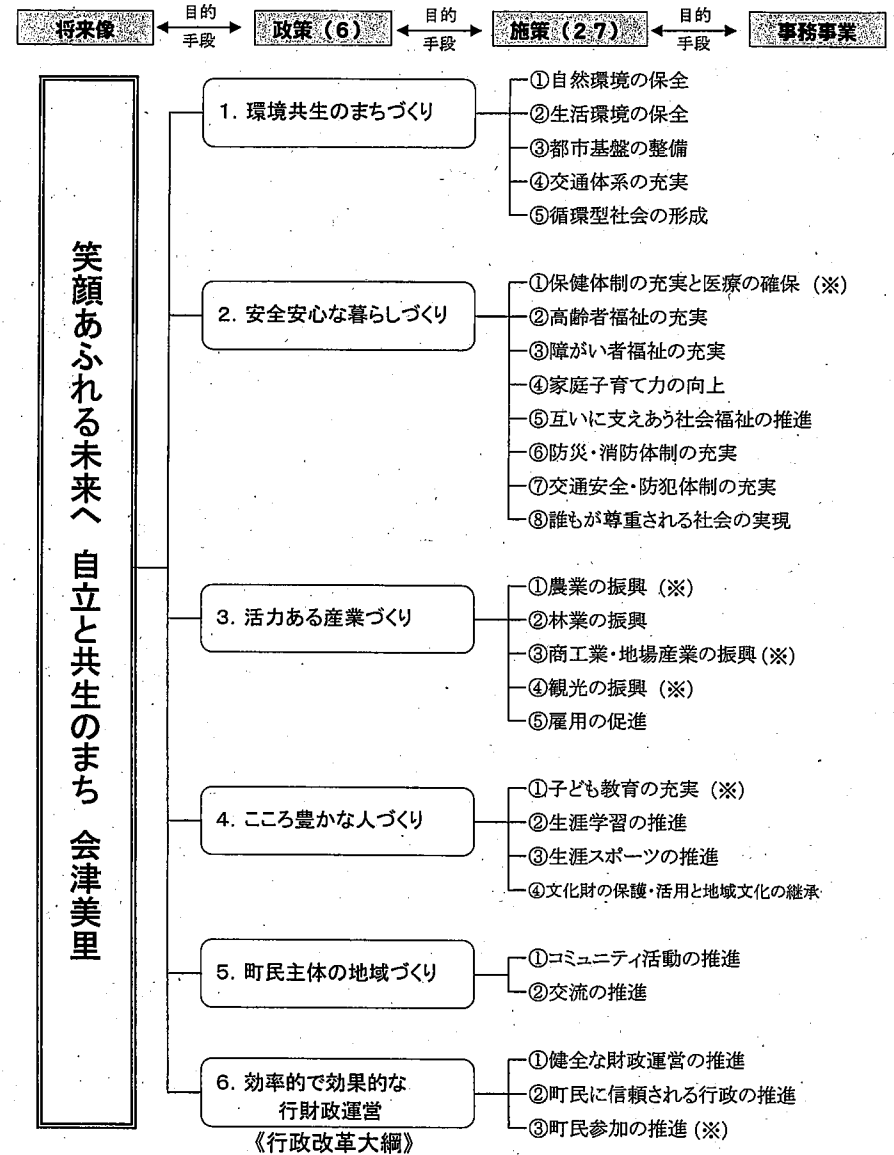 将来像
目的
手段
政策（６）
目的
手段
施策（２７）
目的
手段
事務事業
笑顔あふれる未来へ　自立と共生のまち　会津美里
1．環境共生のまちづくり
①自然環境の保全
②生活環境の保全
③都市基盤の整備
④交通体系の充実
⑤循環型社会の形成
2．安全安心な暮らしづくり
①保健体制の充実と医療の確保（※）
②高齢者福祉の充実
③障がい者福祉の充実
④家庭子育て力の向上
⑤互いに支えあう社会福祉の推進
⑥防災・消防体制の充実
⑦交通安全・防犯体制の充実
⑧誰もが尊重される社会の実現
3．活力ある産業づくり
①農業の振興（※）
②林業の振興
③商工業・地場産業の振興（※）
④観光の振興（※）
⑤雇用の促進
4．こころ豊かな人づくり
①子ども教育の充実（※）
②生涯学習の推進
③生涯スポーツの推進
④文化財の保護・活用と地域文化の継承
5．町民主体の地域づくり
①コミュニティ活動の推進
②交流の推進
6．効率的で効果的な
行財政運営
《行政改革大綱》
①健全な財政運営の推進
②町民に信頼される行政の推進
③町民参加の推進（※）